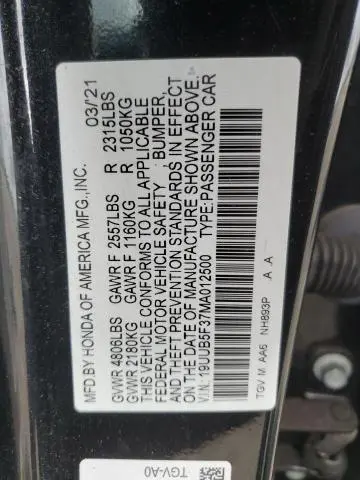 MFD.BY HONDA OF AMERICA MFG.,INC. 03/'21
GVWR 4806LBS GAWR F 2557LBS R 2315LBS
GVWR 2180KG GAWR F 1160KG R 1050KG
THIS VEHICLE CONFORMS TO ALL APPLICABLE
FEDERAL MOTOR VEHICLE SAFETY, BUMPER,
AND THEFT PREVENTION STANDARDS IN EFFECT
ON THE DATE OF MANUFACTURE SHOWN ABOVE.
V.I.N.:19UUB5F37MA012500 TYPE:PASSENGER CAR
TGV M AA6 NH893P A A
TGV-A0